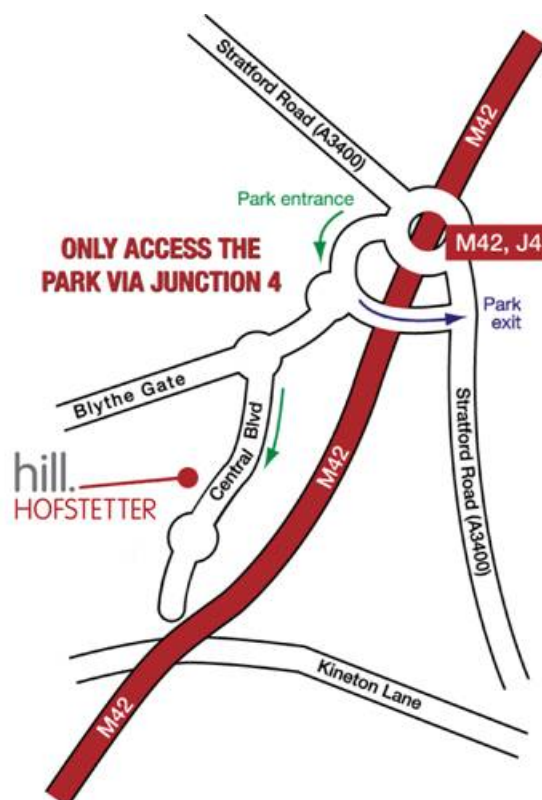 Stratford Road (A3400)
M42
Park entrance
M42, J4
ONLY ACCESS THE
PARK VIA JUNCTION 4
Park
exit
Blythe Gate
Central Blvd
M42
Stratford Road (A3400)
hill.
HOFSTETTER
Kineton Lane
M42